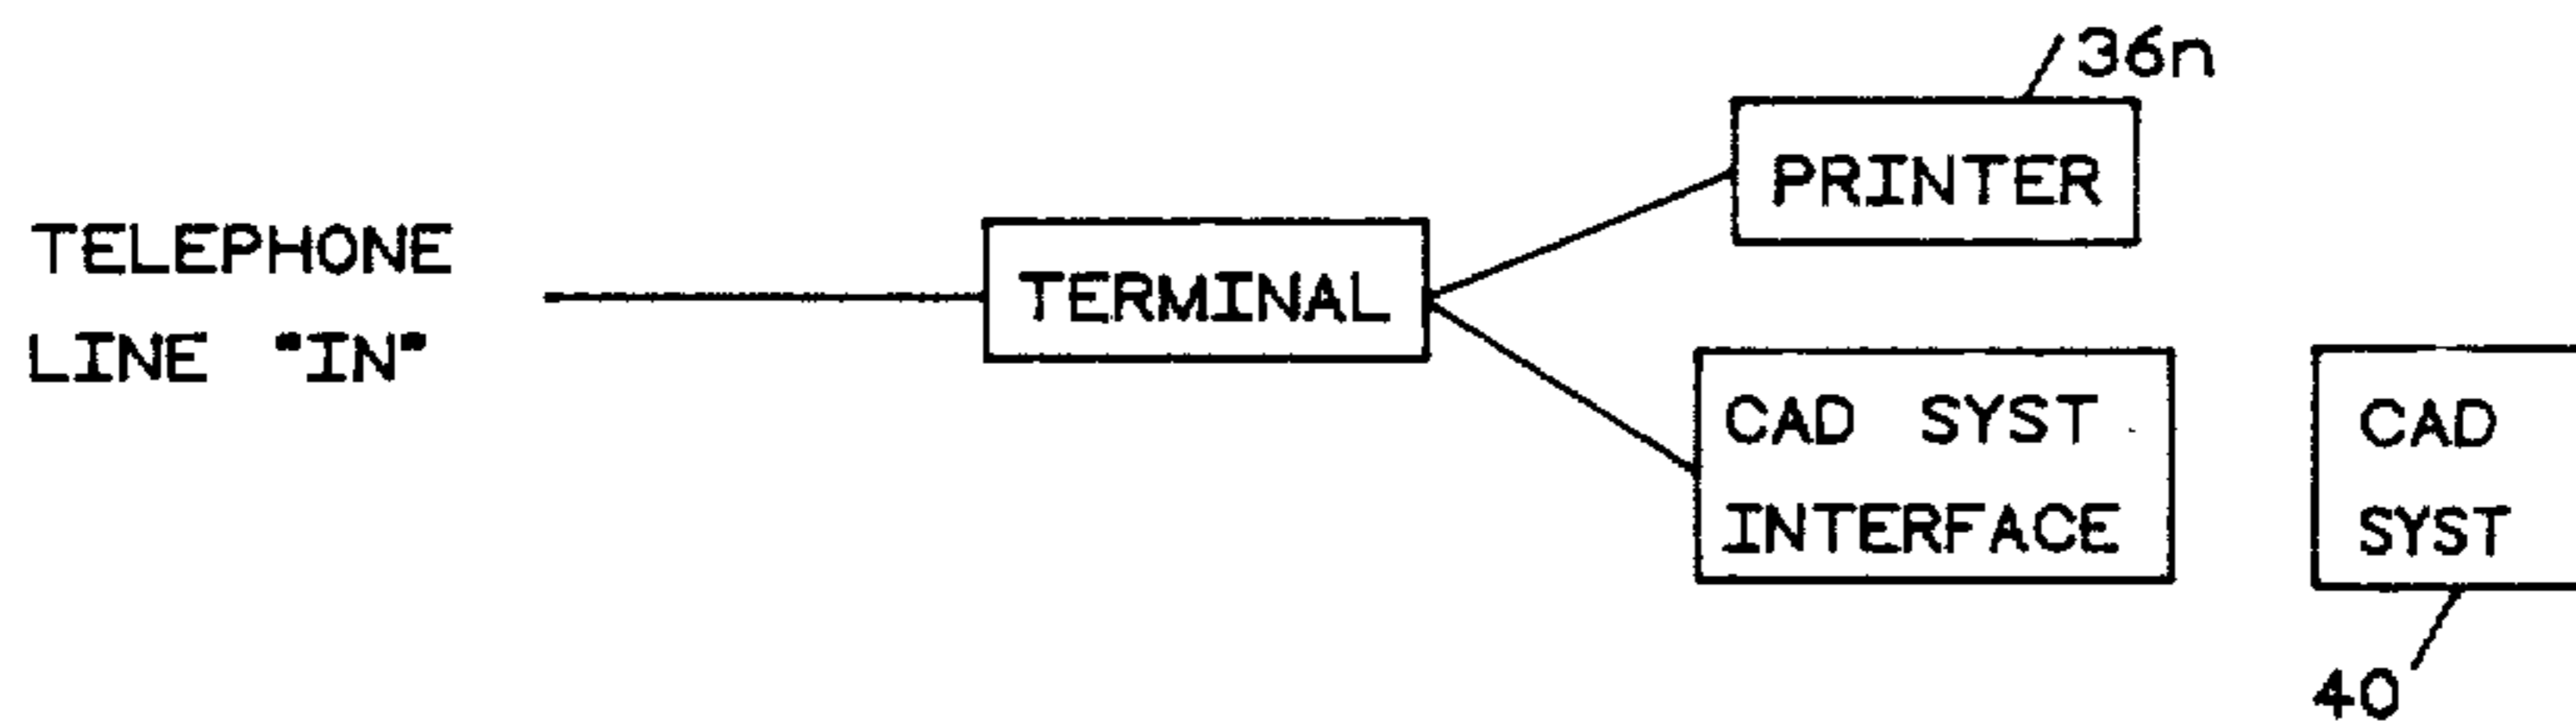 36n
PRINTER
TELEPHONE
LINE "IN"
TERMINAL
CAD SYST
INTERFACE
CAD
SYST
40